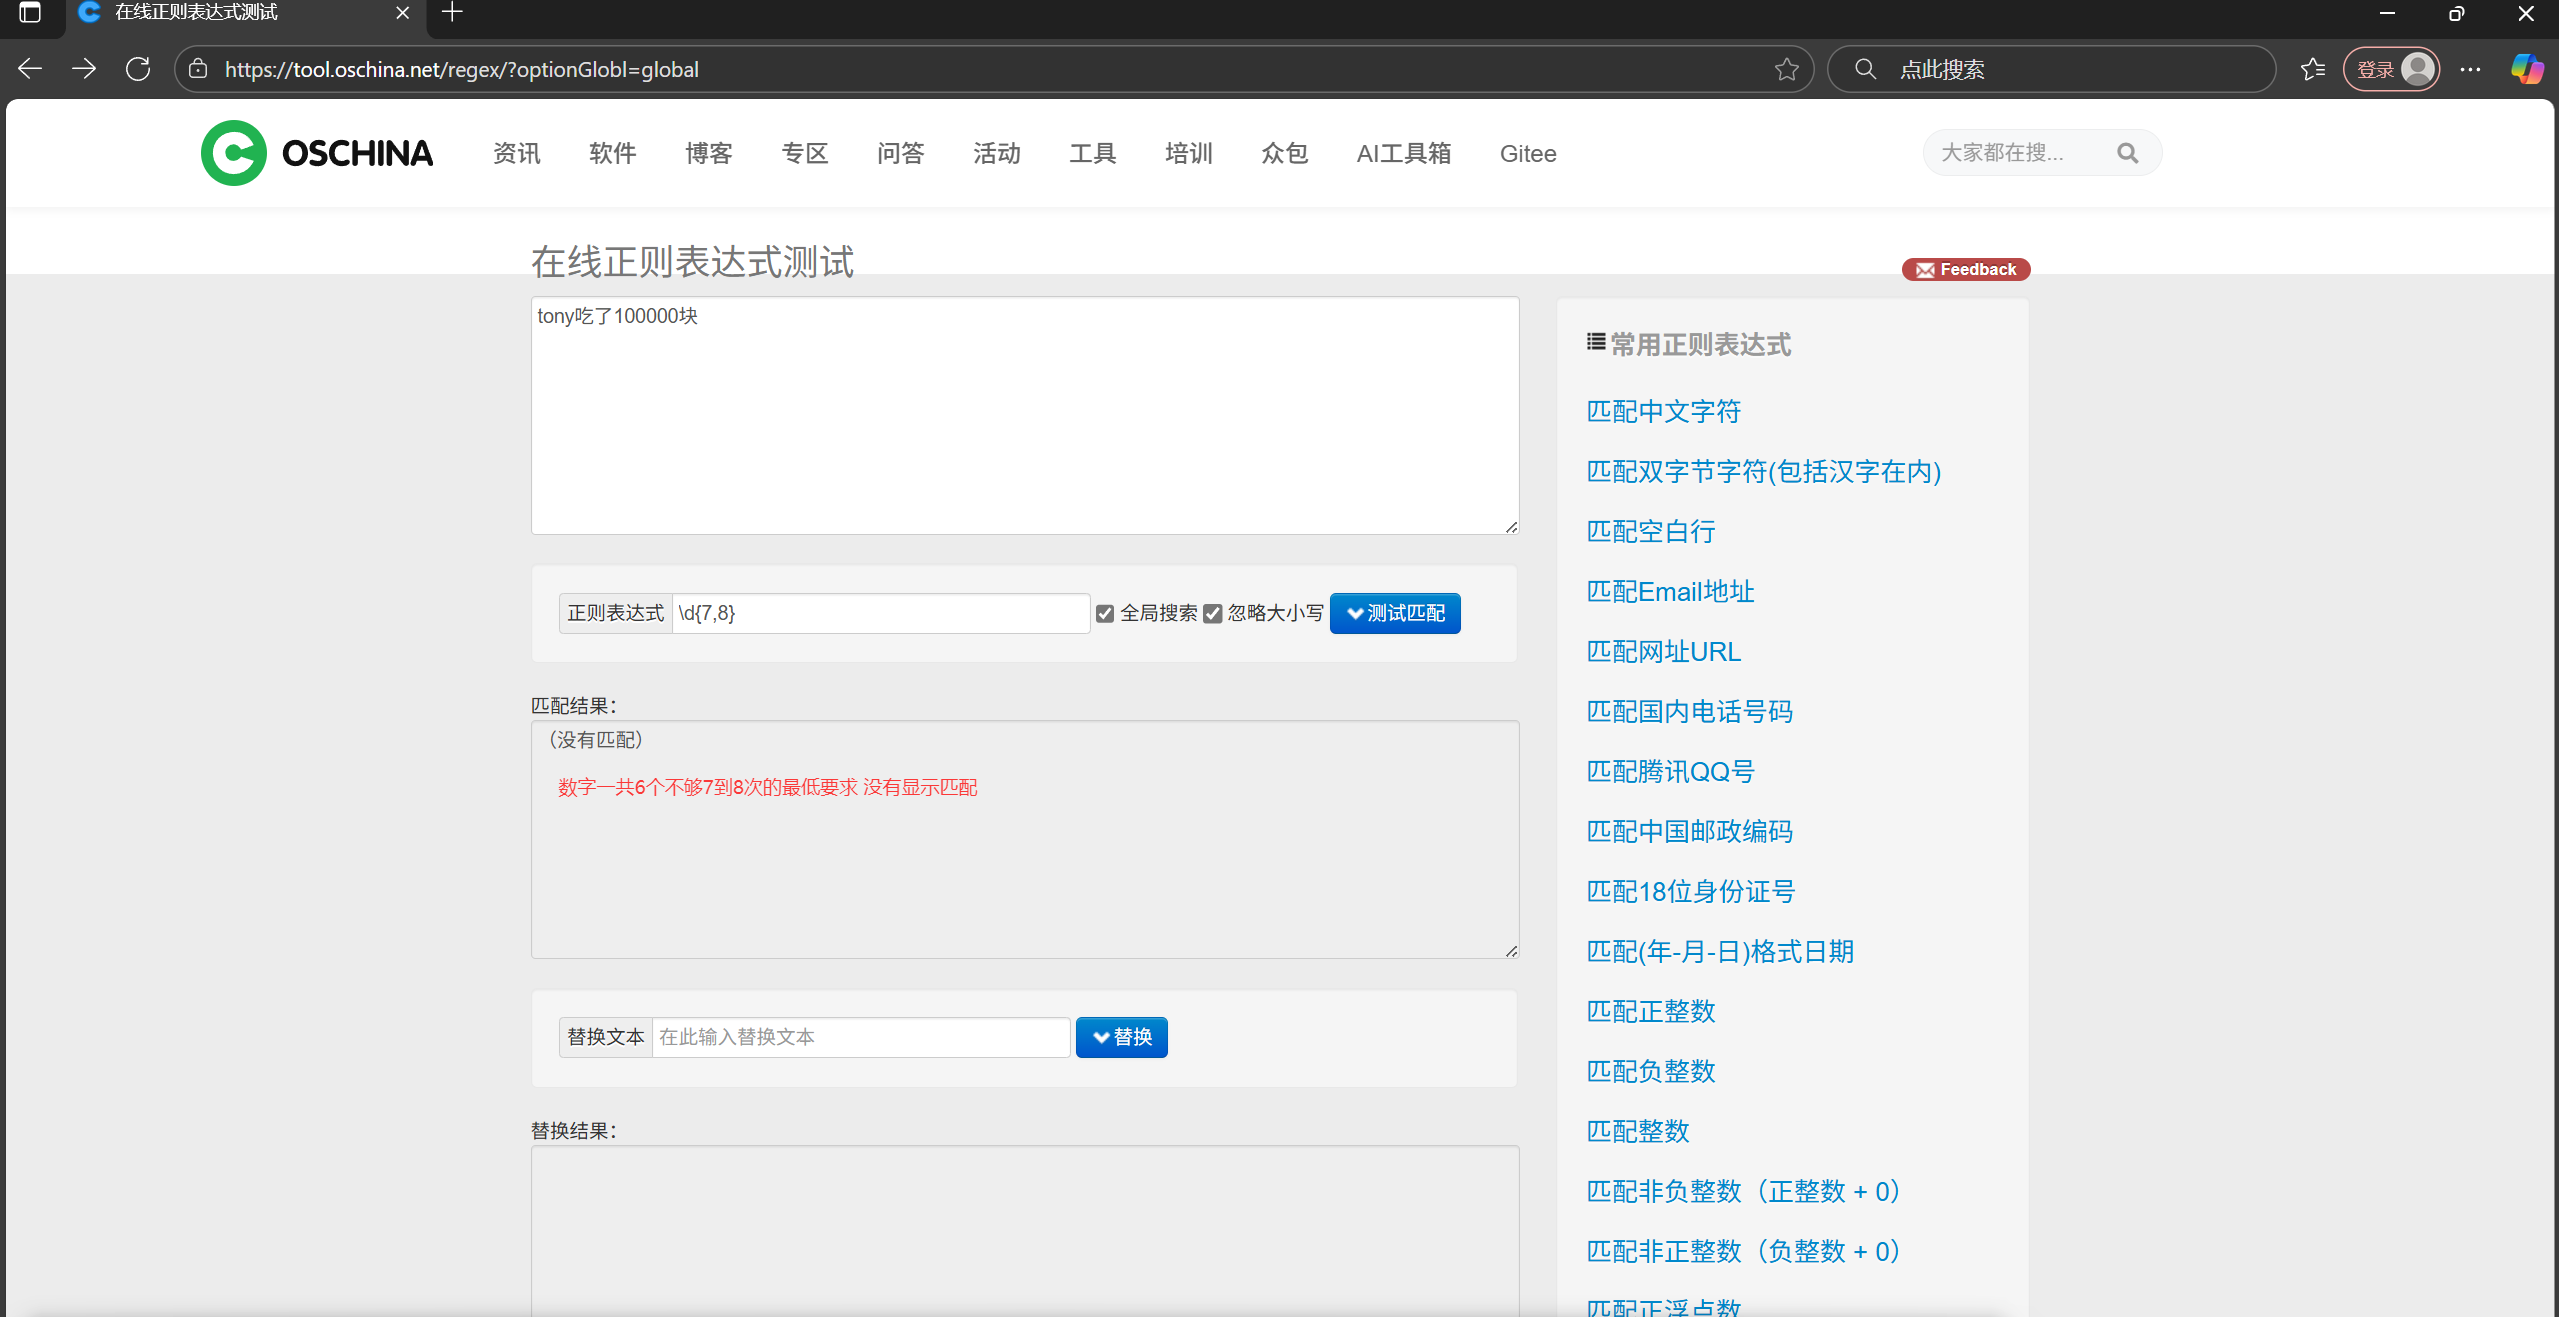 在线正则表达式测试
https://tool.oschina.net/regex/?optionGlobl=global
点此搜索
登录
OSCHINA
资讯
软件
博客
专区
问答
活动
工具
培训
众包
AI工具箱
Gitee
大家都在搜...
在线正则表达式测试
Feedback
tony吃了100000块
正则表达式
\d{7,8}
全局搜索
忽略大小写
测试匹配
匹配结果：
（没有匹配）
数字一共6个不够7到8次的最低要求 没有显示匹配
替换文本
在此输入替换文本
替换
替换结果：
常用正则表达式
匹配中文字符
匹配双字节字符(包括汉字在内)
匹配空白行
匹配Email地址
匹配网址URL
匹配国内电话号码
匹配腾讯QQ号
匹配中国邮政编码
匹配18位身份证号
匹配(年-月-日)格式日期
匹配正整数
匹配负整数
匹配整数
匹配非负整数（正整数 + 0）
匹配非正整数（负整数 + 0）
匹配正浮点数